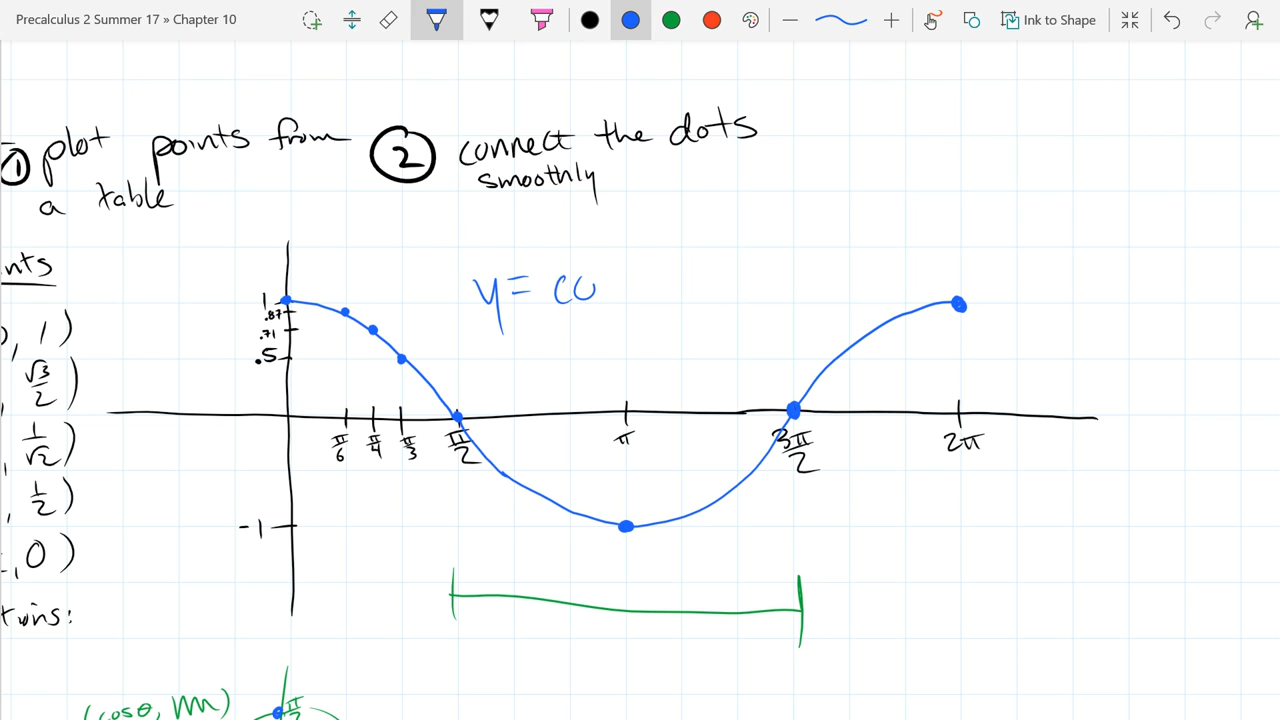 Precalculus 2 Summer 17 » Chapter 10
Ink to Shape
① plot points from
a table
② connect the dots
smoothly
nts
, 1)
√3/2)
, 1/√2)
, 1/2)
,0)
tions:
y = co
1
.87
.71
.5
-1
π/6 π/4 π/3 π/2 π 3π/2 2π
(cosθ,
π/2